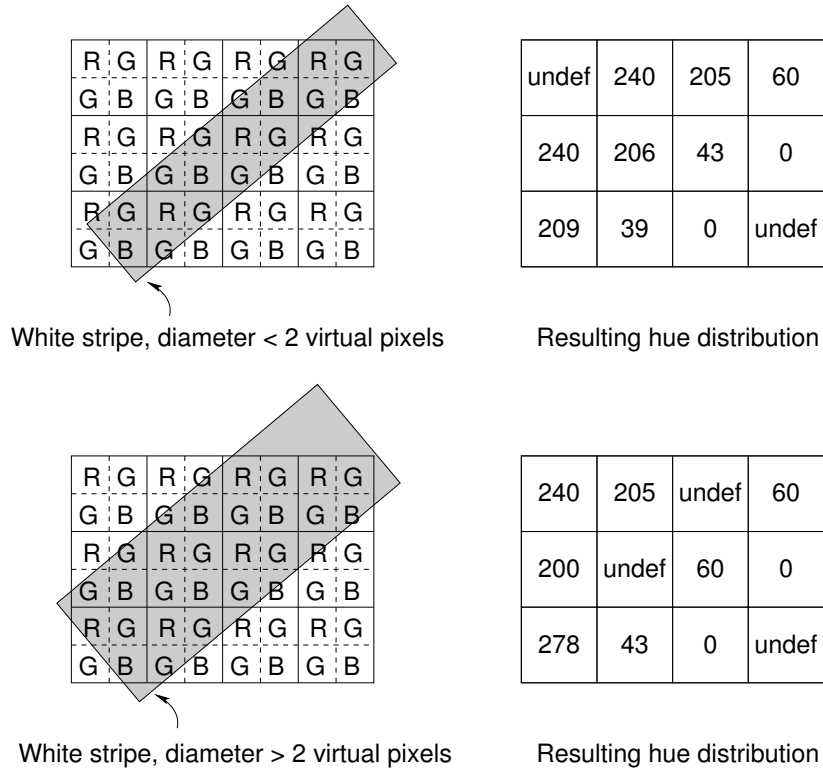 R G R G R G R G
G B G B G B G B
R G R G R G R G
G B G B G B G B
R G R G R G R G
G B G B G B G B
undef 240 205 60
240 206 43 0
209 39 0 undef
White stripe, diameter < 2 virtual pixels
Resulting hue distribution
R G R G R G R G
G B G B G B G B
R G R G R G R G
G B G B G B G B
R G R G R G R G
G B G B G B G B
240 205 undef 60
200 undef 60 0
278 43 0 undef
White stripe, diameter > 2 virtual pixels
Resulting hue distribution